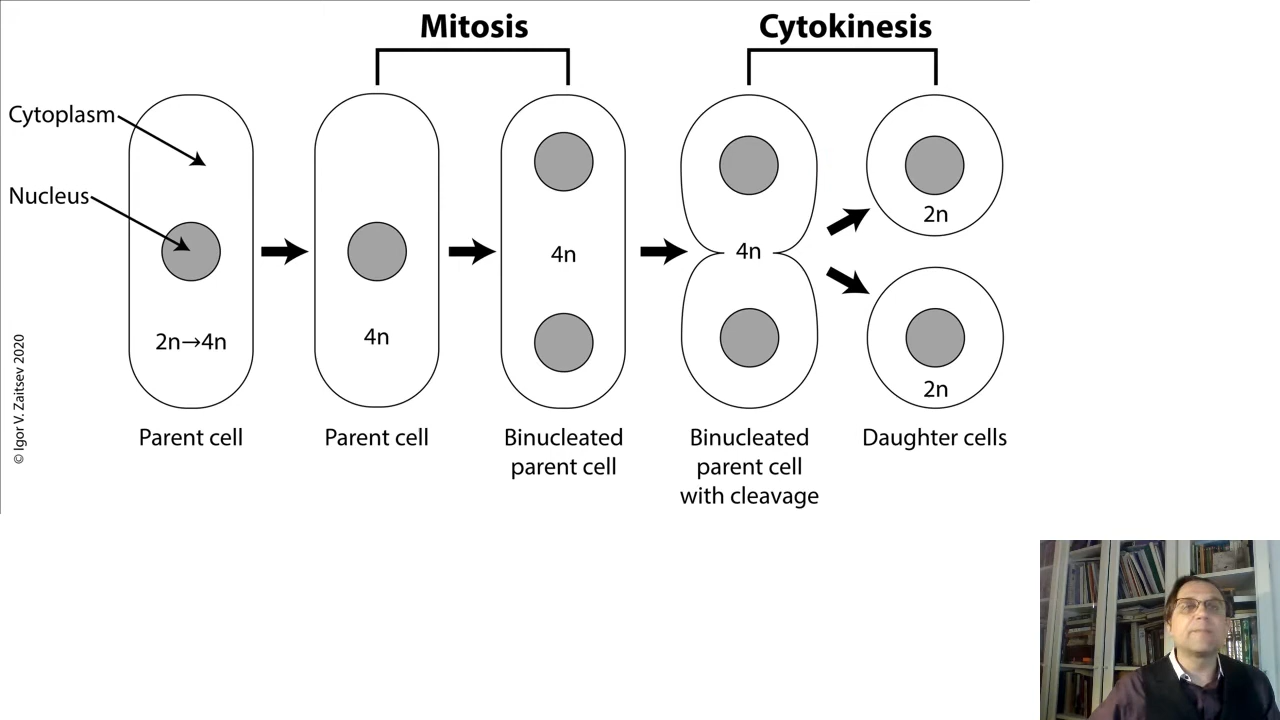 Mitosis
Cytokinesis
Cytoplasm
Nucleus
2n→4n
4n
4n
4n
2n
2n
Parent cell
Parent cell
Binucleated
parent cell
Binucleated
parent cell
with cleavage
Daughter cells
© Igor V. Zaitsev 2020